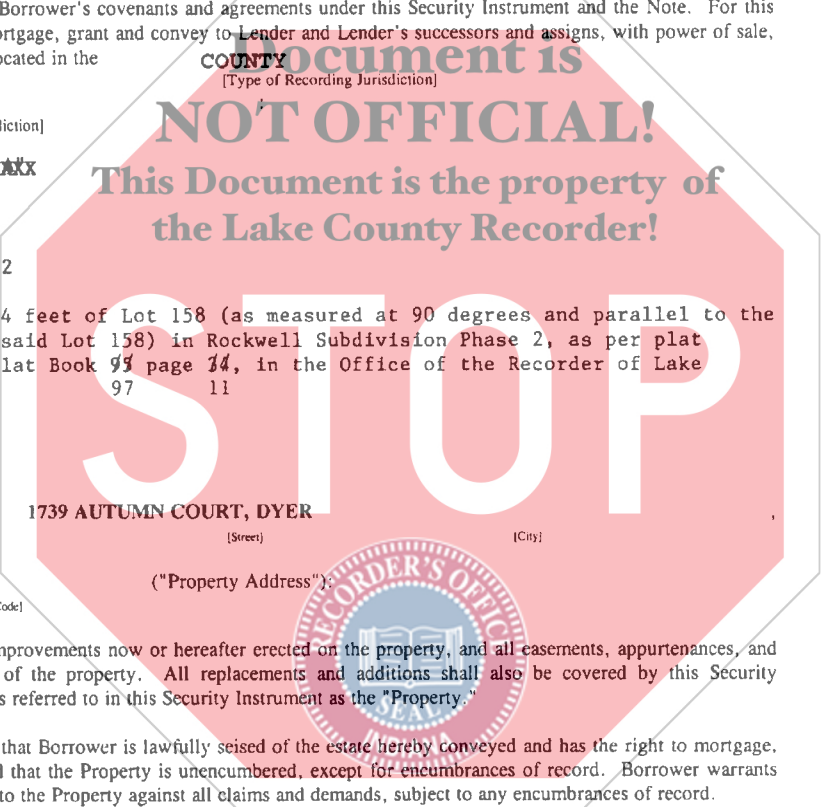 Borrower's covenants and agreements under this Security Instrument and the Note. For this
ortgage, grant and convey to Lender and Lender's successors and assigns, with power of sale,
ocated in the COUNTY
Document is
[Type of Recording Jurisdiction]
NOT OFFICIAL!
diction]
This Document is the property of
the Lake County Recorder!
2
4 feet of Lot 158 (as measured at 90 degrees and parallel to the
said Lot 158) in Rockwell Subdivision Phase 2, as per plat
lat Book page, in the Office of the Recorder of Lake
97 11
STOP
1739 AUTUMN COURT, DYER ,
[Street] [City]
("Property Address");
Code]
RECORDER'S OFFICE
mprovements now or hereafter erected on the property, and all easements, appurtenances, and
of the property. All replacements and additions shall also be covered by this Security
s referred to in this Security Instrument as the "Property."
SEAL
INDIANA
that Borrower is lawfully seised of the estate hereby conveyed and has the right to mortgage,
d that the Property is unencumbered, except for encumbrances of record. Borrower warrants
to the Property against all claims and demands, subject to any encumbrances of record.